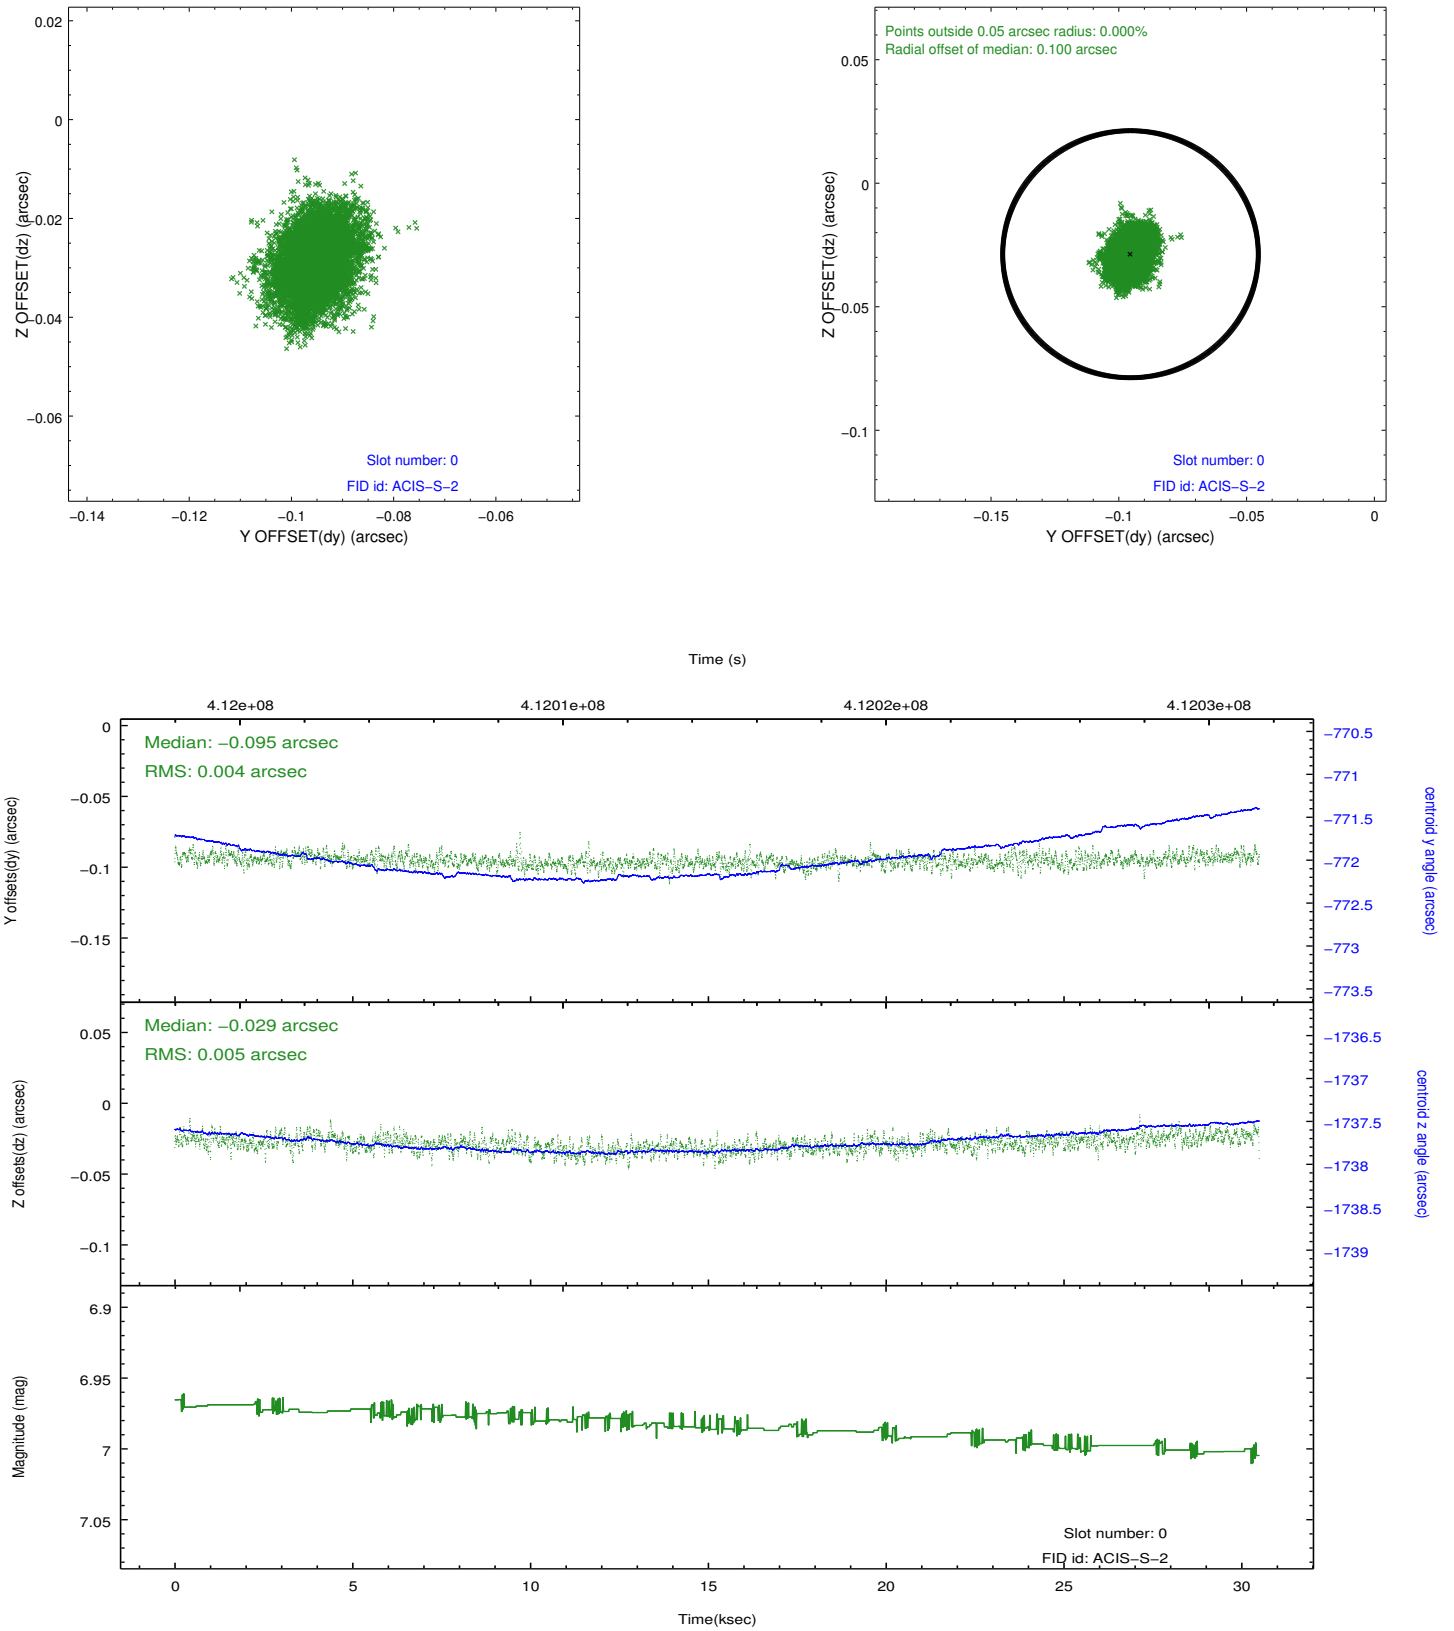 0.02
0
−0.02
−0.04
−0.06
Z OFFSET(dz) (arcsec)
Slot number: 0
FID id: ACIS−S−2
−0.14
−0.12
−0.1
−0.08
−0.06
Y OFFSET(dy) (arcsec)
Points outside 0.05 arcsec radius: 0.000%
Radial offset of median: 0.100 arcsec
0.05
0
−0.05
−0.1
Z OFFSET(dz) (arcsec)
Slot number: 0
FID id: ACIS−S−2
−0.15
−0.1
−0.05
0
Y OFFSET(dy) (arcsec)
Time (s)
4.12e+08
4.1201e+08
4.1202e+08
4.1203e+08
Median: −0.095 arcsec
RMS: 0.004 arcsec
0
−0.05
−0.1
−0.15
Y offsets(dy) (arcsec)
−770.5
−771
−771.5
−772
−772.5
−773
−773.5
centroid y angle (arcsec)
Median: −0.029 arcsec
RMS: 0.005 arcsec
0.05
0
−0.05
−0.1
Z offsets(dz) (arcsec)
−1736.5
−1737
−1737.5
−1738
−1738.5
−1739
centroid z angle (arcsec)
6.9
6.95
7
7.05
Magnitude (mag)
Slot number: 0
FID id: ACIS−S−2
0
5
10
15
20
25
30
Time(ksec)